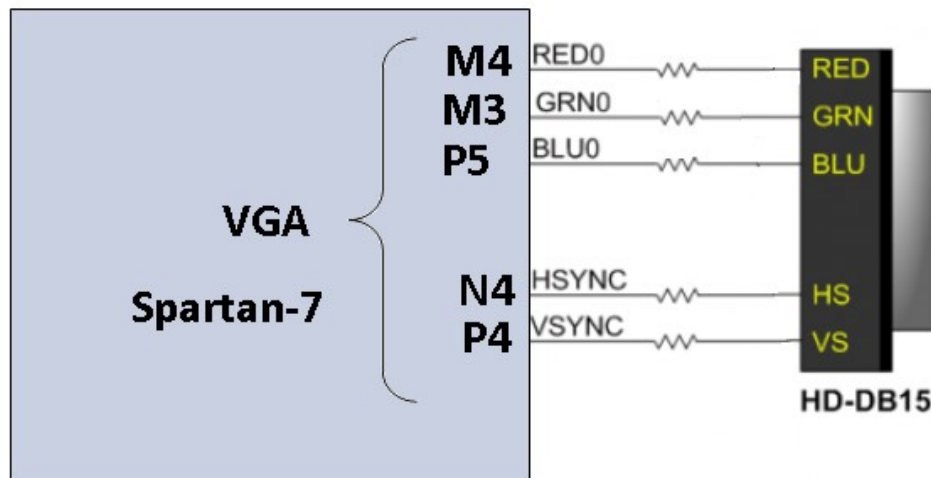 M4 RED0 RED
M3 GRN0 GRN
P5 BLU0 BLU
VGA
Spartan-7
N4 HSYNC HS
P4 VSYNC VS
HD-DB15